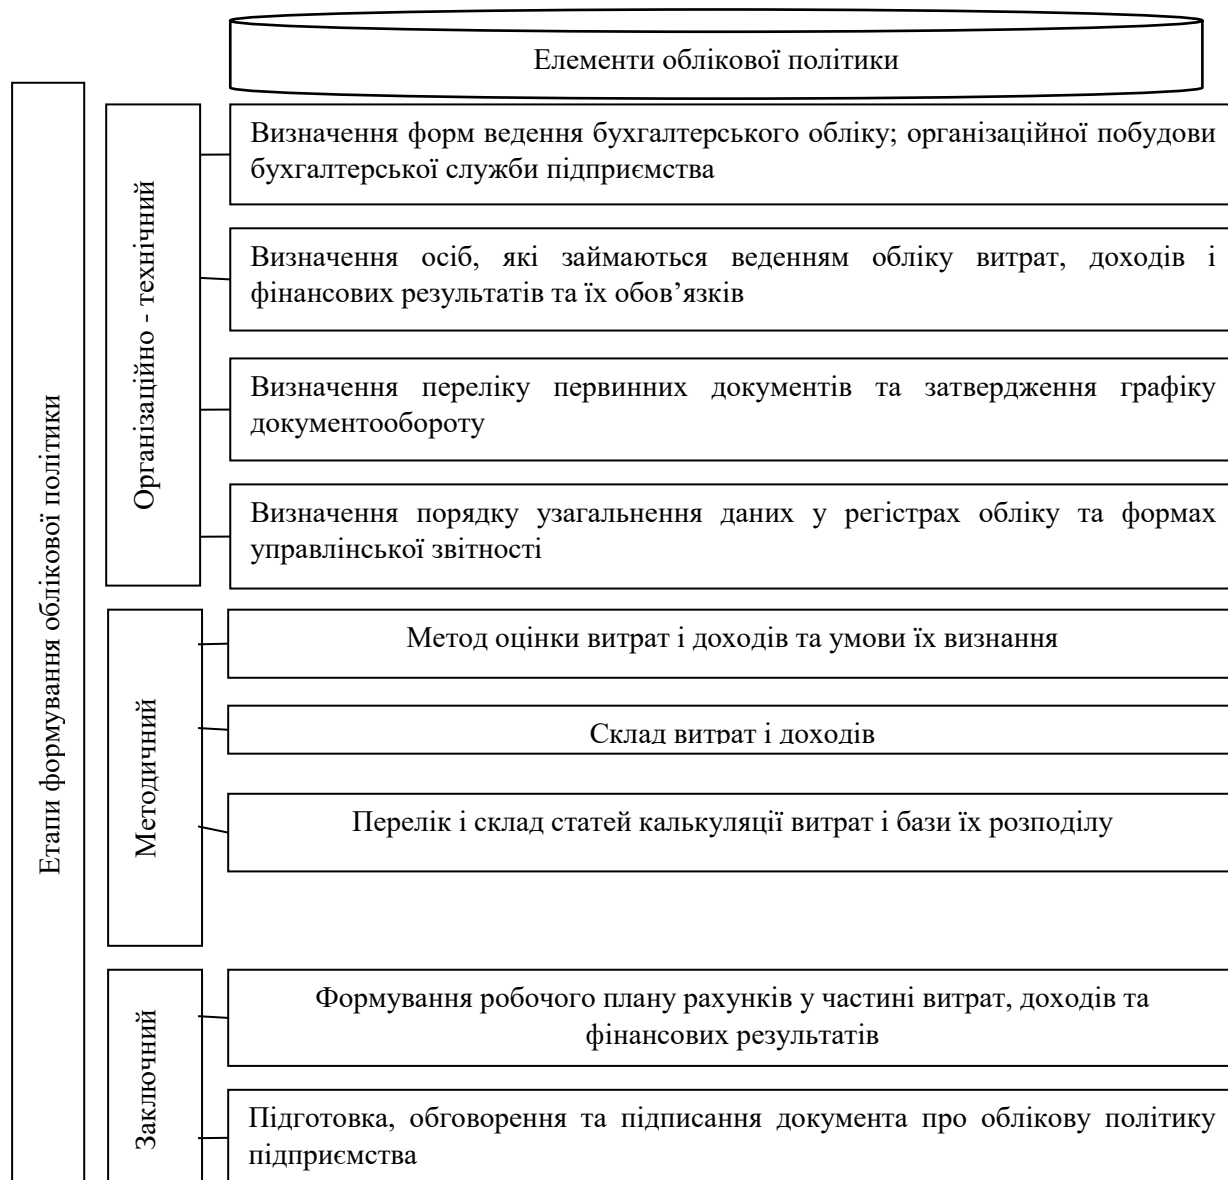 Елементи облікової політики
Етапи формування облікової політики
Організаційно - технічний
Визначення форм ведення бухгалтерського обліку; організаційної побудови
бухгалтерської служби підприємства
Визначення осіб, які займаються веденням обліку витрат, доходів і
фінансових результатів та їх обов’язків
Визначення переліку первинних документів та затвердження графіку
документообороту
Визначення порядку узагальнення даних у регістрах обліку та формах
управлінської звітності
Методичний
Метод оцінки витрат і доходів та умови їх визнання
Склад витрат і доходів
Перелік і склад статей калькуляції витрат і бази їх розподілу
Заключний
Формування робочого плану рахунків у частині витрат, доходів та
фінансових результатів
Підготовка, обговорення та підписання документа про облікову політику
підприємства